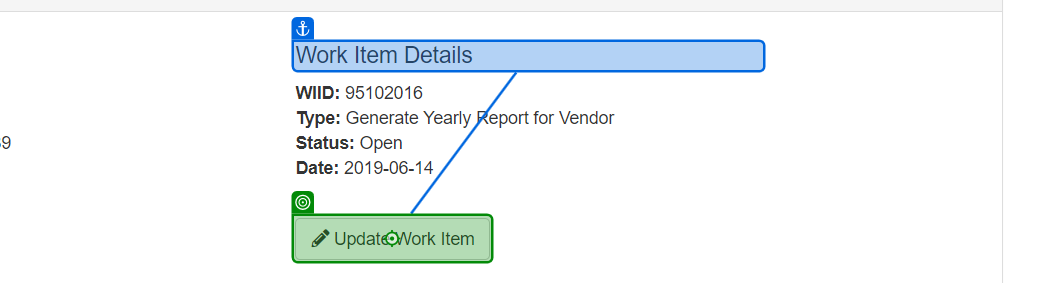 Work Item Details
WIID: 95102016
Type: Generate Yearly Report for Vendor
9
Status: Open
Date: 2019-06-14
Update Work Item